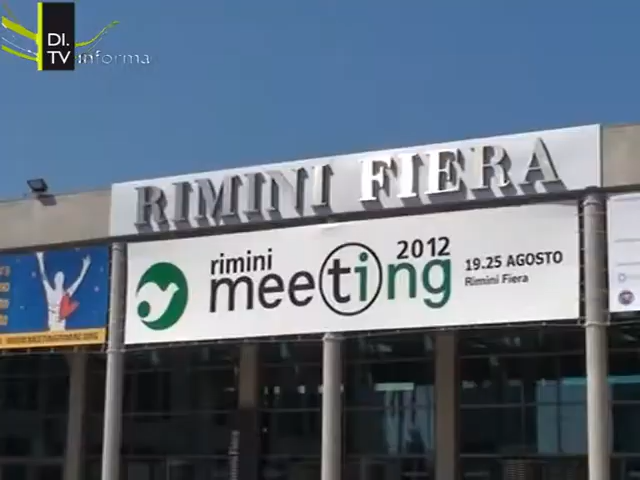 DI.
TV informa
RIMINI FIERA
rimini
meeting
2012
19.25 AGOSTO
Rimini Fiera